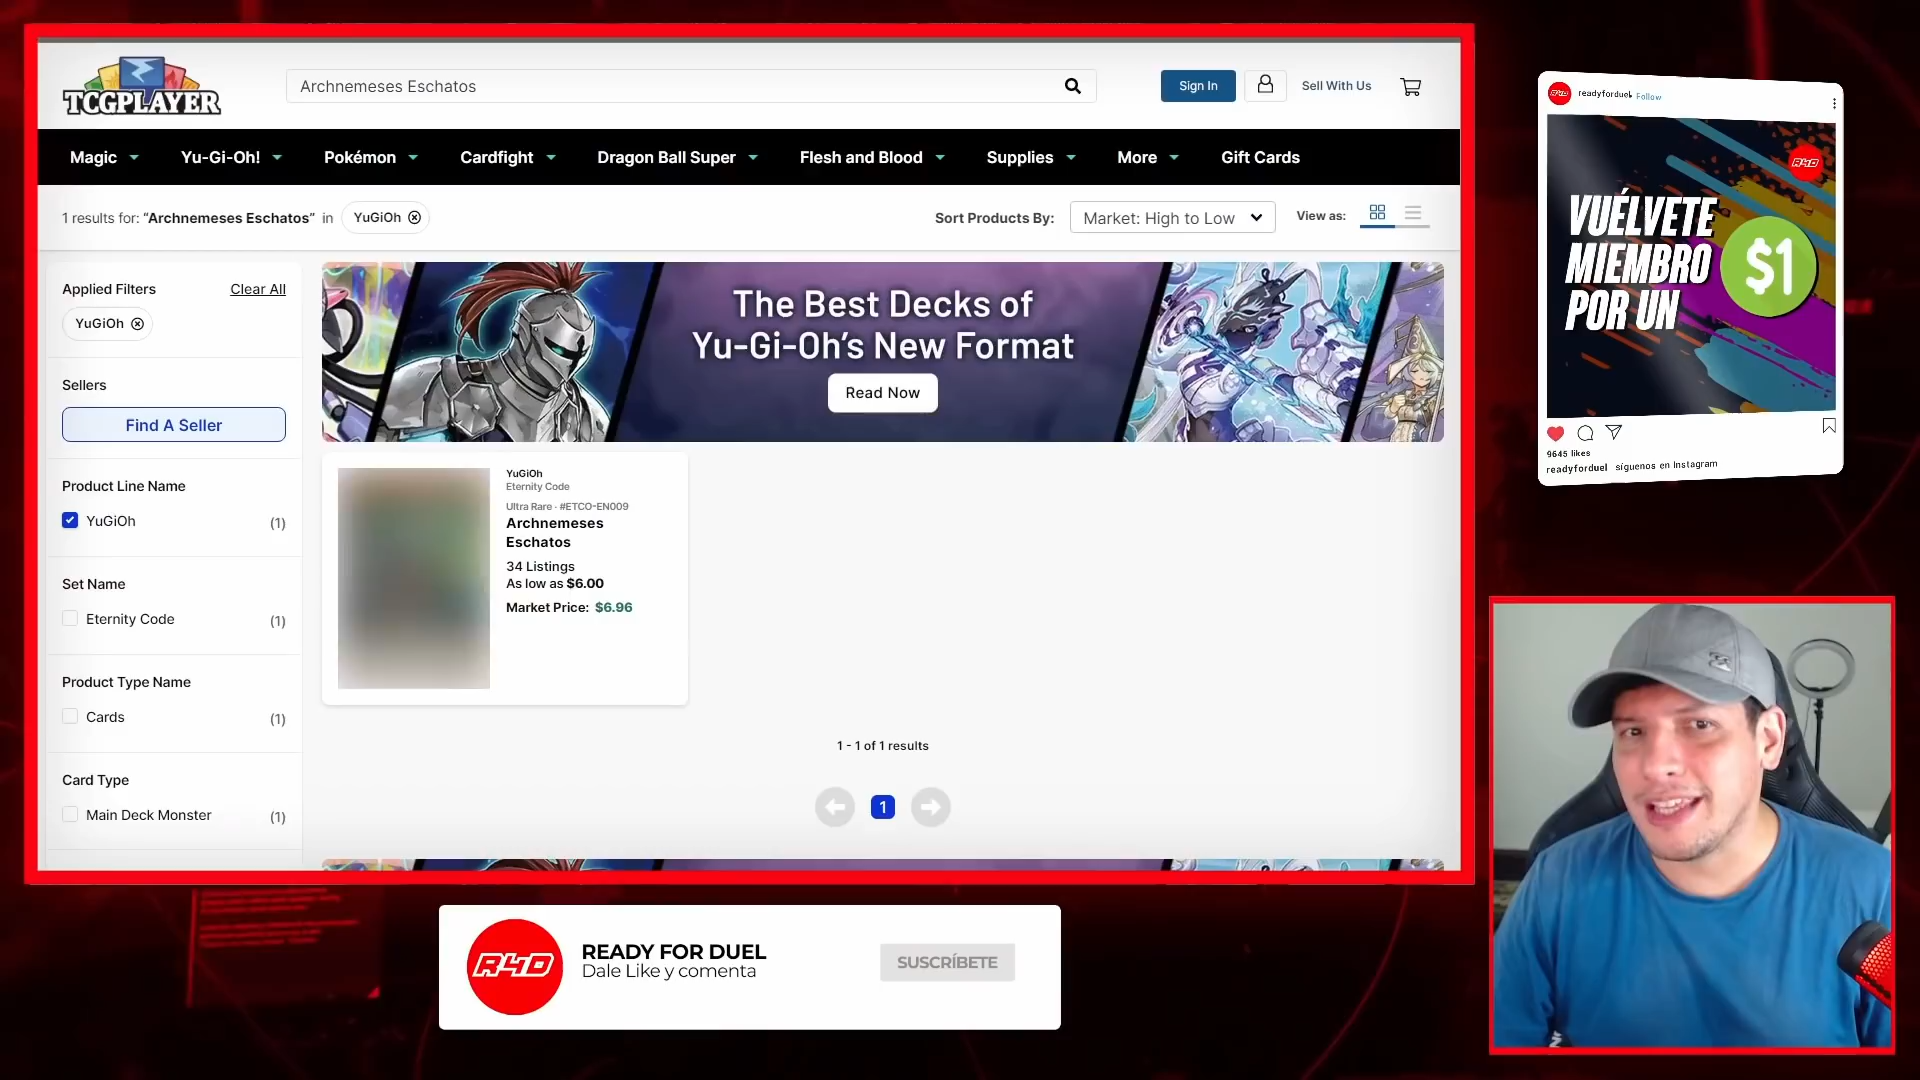 TCGPLAYER
Archnemeses Eschatos
Sign In
Sell With Us
Magic
Yu-Gi-Oh!
Pokémon
Cardfight
Dragon Ball Super
Flesh and Blood
Supplies
More
Gift Cards
1 results for: “Archnemeses Eschatos” in YuGiOh
Sort Products By: Market: High to Low
View as:
Applied Filters Clear All
YuGiOh
Sellers
Find A Seller
Product Line Name
YuGiOh (1)
Set Name
Eternity Code (1)
Product Type Name
Cards (1)
Card Type
Main Deck Monster (1)
The Best Decks of
Yu-Gi-Oh’s New Format
Read Now
YuGiOh
Eternity Code
Ultra Rare · #ETCO-EN009
Archnemeses
Eschatos
34 Listings
As low as $6.00
Market Price: $6.96
1 - 1 of 1 results
1
R4D
readyforduel Follow
R4D
VUÉLVETE
MIEMBRO
POR UN
$1
9645 likes
readyforduel síguenos en Instagram
R4D
READY FOR DUEL
Dale Like y comenta
SUSCRÍBETE